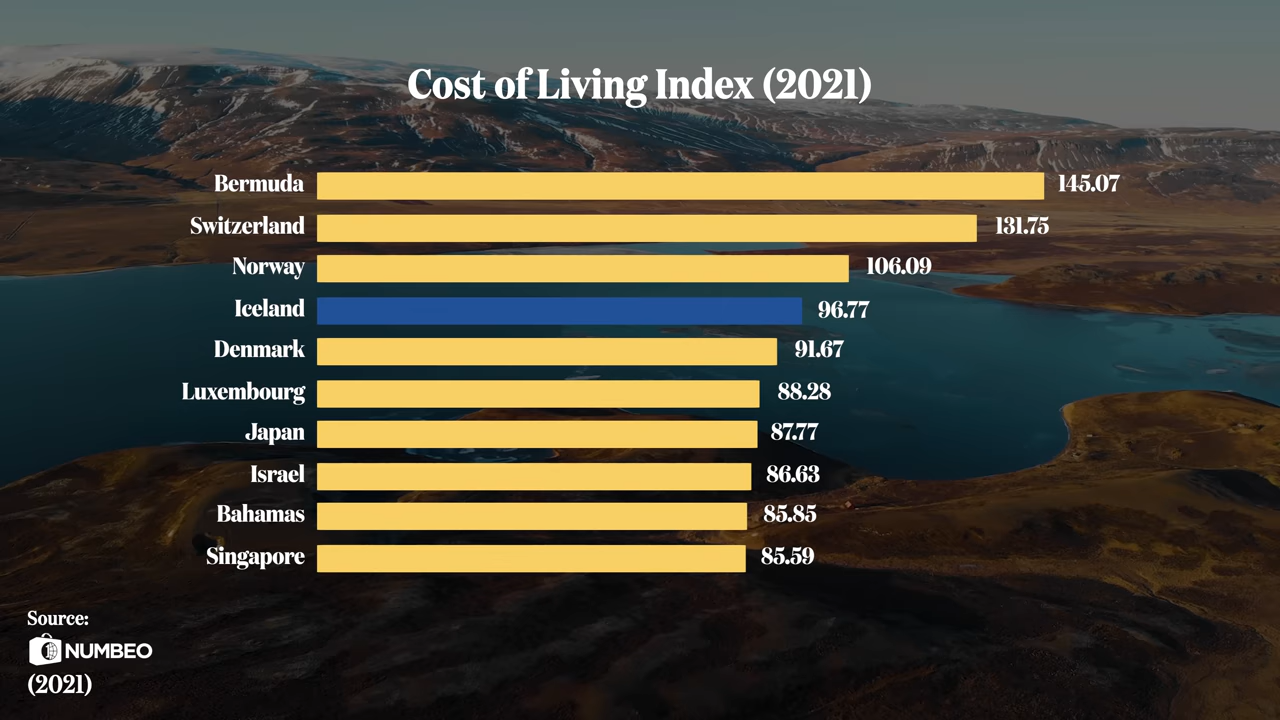 Cost of Living Index (2021)
Bermuda 145.07
Switzerland 131.75
Norway 106.09
Iceland 96.77
Denmark 91.67
Luxembourg 88.28
Japan 87.77
Israel 86.63
Bahamas 85.85
Singapore 85.59
Source:
NUMBEO
(2021)